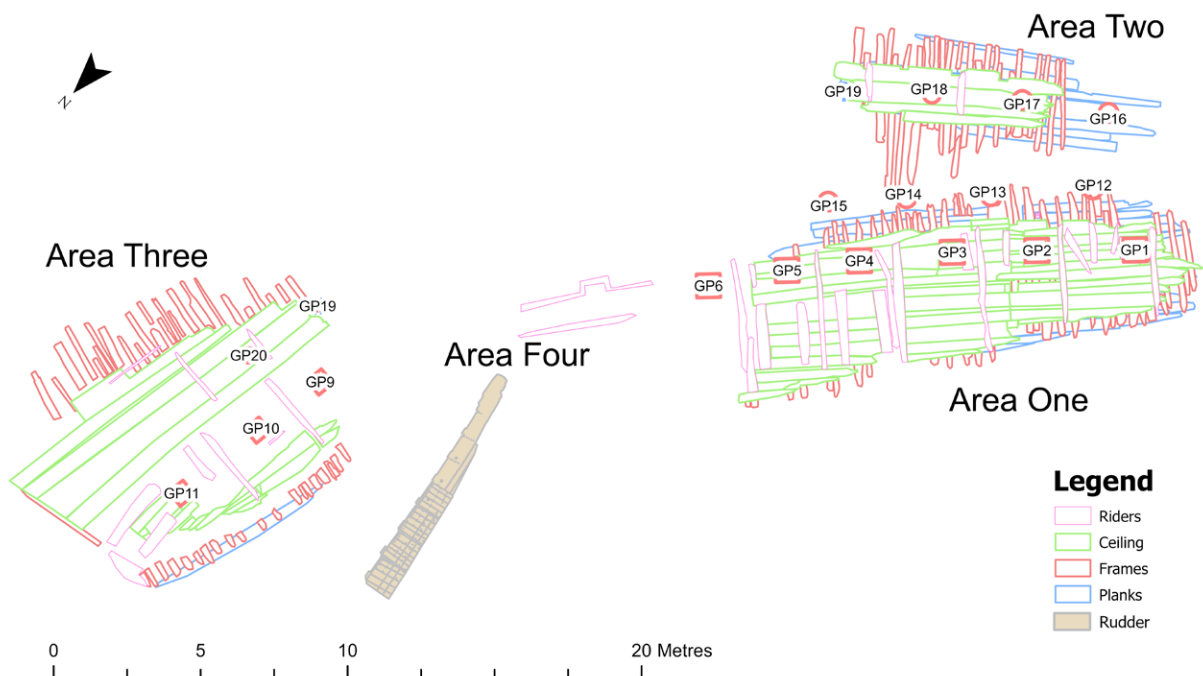 Area Two
GP19
GP18
GP17
GP16
N
GP15
GP14
GP13
GP12
Area Three
GP6
GP5
GP4
GP3
GP2
GP1
GP19
GP20
GP9
GP10
GP11
Area Four
Area One
Legend
Riders
Ceiling
Frames
Planks
Rudder
0 5 10 20 Metres